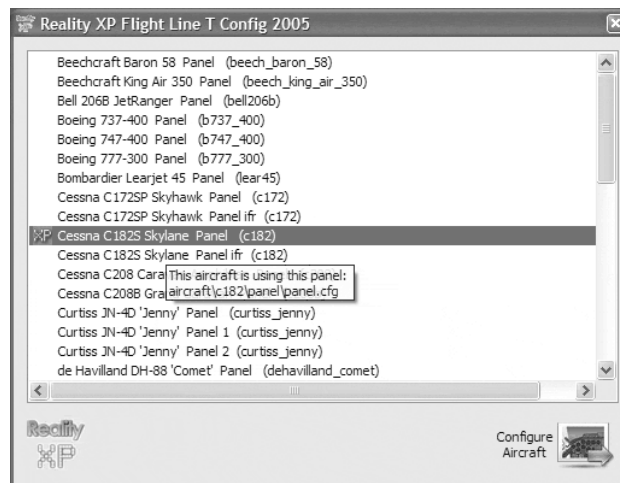 Reality XP Flight Line T Config 2005
Beechcraft Baron 58 Panel (beech_baron_58)
Beechcraft King Air 350 Panel (beech_king_air_350)
Bell 206B JetRanger Panel (bell206b)
Boeing 737-400 Panel (b737_400)
Boeing 747-400 Panel (b747_400)
Boeing 777-300 Panel (b777_300)
Bombardier Learjet 45 Panel (lear45)
Cessna C172SP Skyhawk Panel (c172)
Cessna C172SP Skyhawk Panel ifr (c172)
XP Cessna C182S Skylane Panel (c182)
Cessna C182S Skylane Panel ifr (c182)
Cessna C208 Cara
This aircraft is using this panel:
Cessna C208B Gra
aircraft\c182\panel\panel.cfg
Curtiss JN-4D 'Jenny' Panel (curtiss_jenny)
Curtiss JN-4D 'Jenny' Panel 1 (curtiss_jenny)
Curtiss JN-4D 'Jenny' Panel 2 (curtiss_jenny)
de Havilland DH-88 'Comet' Panel (dehavilland_comet)
Reality
XP
Configure
Aircraft